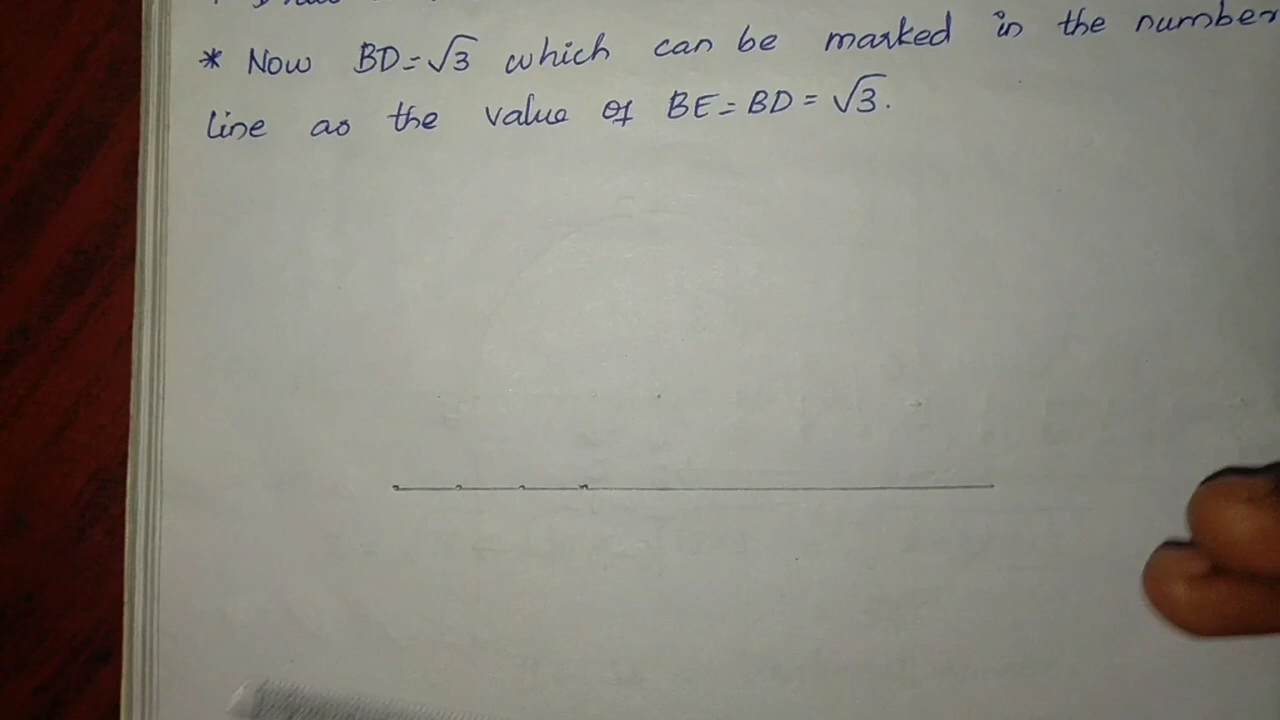 * Now BD=√3 which can be marked in the number
line as the value of BE=BD=√3.